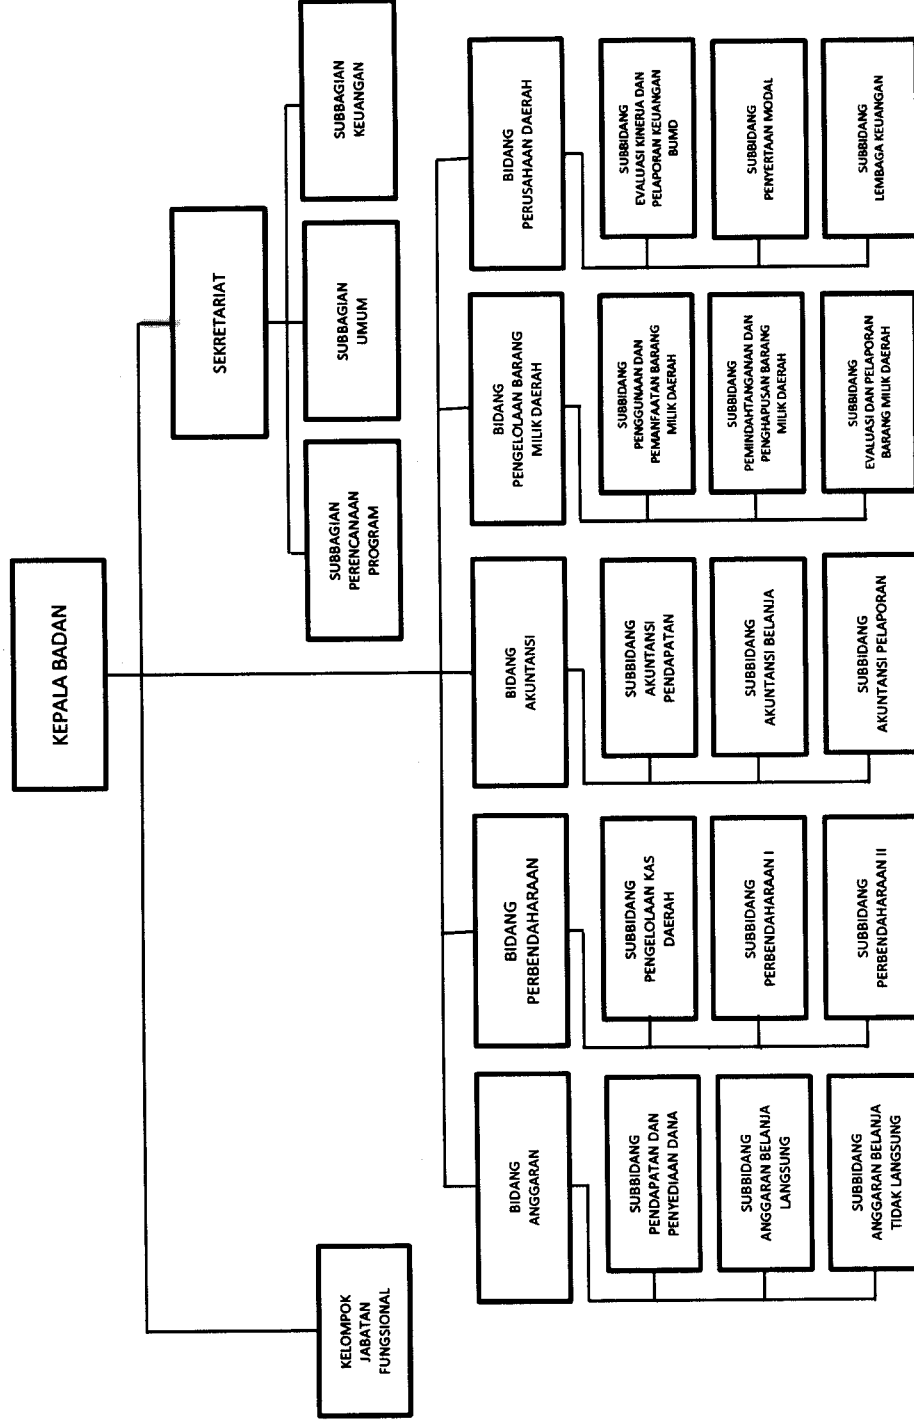 KEPALA BADAN
SEKRETARIAT
KELOMPOK
JABATAN
FUNGSIONAL
SUBBAGIAN
PERENCANAAN
PROGRAM
SUBBAGIAN
UMUM
SUBBAGIAN
KEUANGAN
BIDANG
ANGGARAN
BIDANG
PERBENDAHARAAN
BIDANG
AKUNTANSI
BIDANG
PENGELOLAAN BARANG
MILIK DAERAH
BIDANG
PERUSAHAAN DAERAH
SUBBIDANG
PENDAPATAN DAN
PENYEDIAAN DANA
SUBBIDANG
PENGELOLAAN KAS
DAERAH
SUBBIDANG
AKUNTANSI
PENDAPATAN
SUBBIDANG
PENGGUNAAN DAN
PEMANFAATAN BARANG
MILIK DAERAH
SUBBIDANG
EVALUASI KINERJA DAN
PELAPORAN KEUANGAN
BUMD
SUBBIDANG
ANGGARAN BELANJA
LANGSUNG
SUBBIDANG
PERBENDAHARAAN I
SUBBIDANG
AKUNTANSI BELANJA
SUBBIDANG
PEMINDAHTANGANAN DAN
PENGHAPUSAN BARANG
MILIK DAERAH
SUBBIDANG
PENYERTAAN MODAL
SUBBIDANG
ANGGARAN BELANJA
TIDAK LANGSUNG
SUBBIDANG
PERBENDAHARAAN II
SUBBIDANG
AKUNTANSI PELAPORAN
SUBBIDANG
EVALUASI DAN PELAPORAN
BARANG MILIK DAERAH
SUBBIDANG
LEMBAGA KEUANGAN